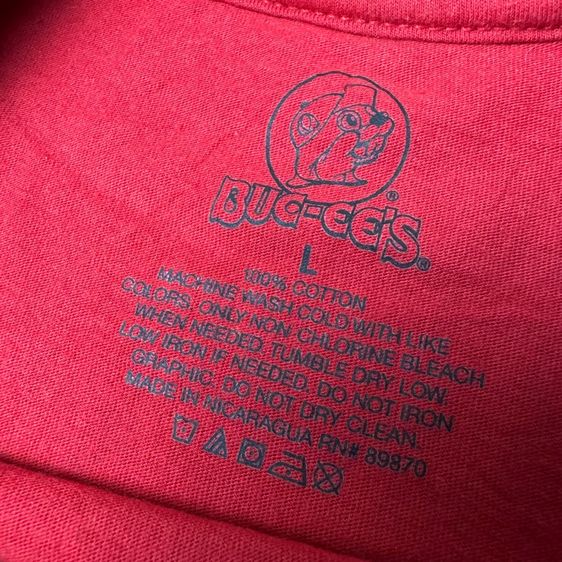 BUC-EE'S®
L
100% COTTON
MACHINE WASH COLD WITH LIKE
COLORS. ONLY NON CHLORINE BLEACH
WHEN NEEDED. TUMBLE DRY LOW.
LOW IRON IF NEEDED. DO NOT IRON
GRAPHIC. DO NOT DRY CLEAN.
MADE IN NICARAGUA RN# 89870